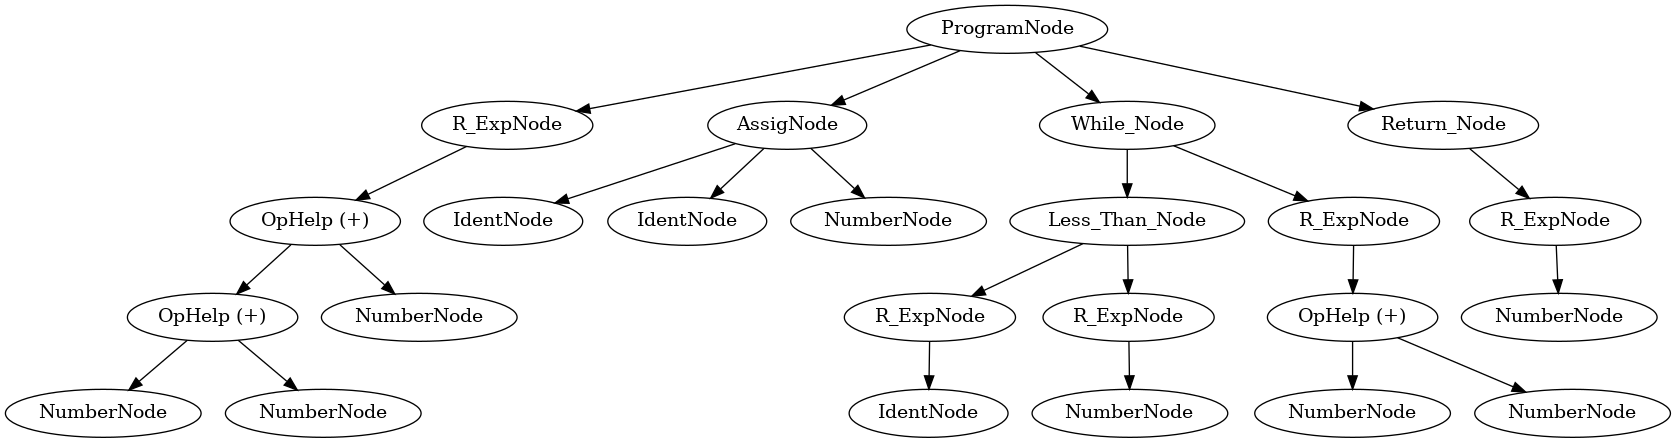 ProgramNode
R_ExpNode
AssigNode
While_Node
Return_Node
OpHelp (+)
IdentNode
IdentNode
NumberNode
Less_Than_Node
R_ExpNode
R_ExpNode
OpHelp (+)
NumberNode
R_ExpNode
R_ExpNode
OpHelp (+)
NumberNode
NumberNode
NumberNode
IdentNode
NumberNode
NumberNode
NumberNode